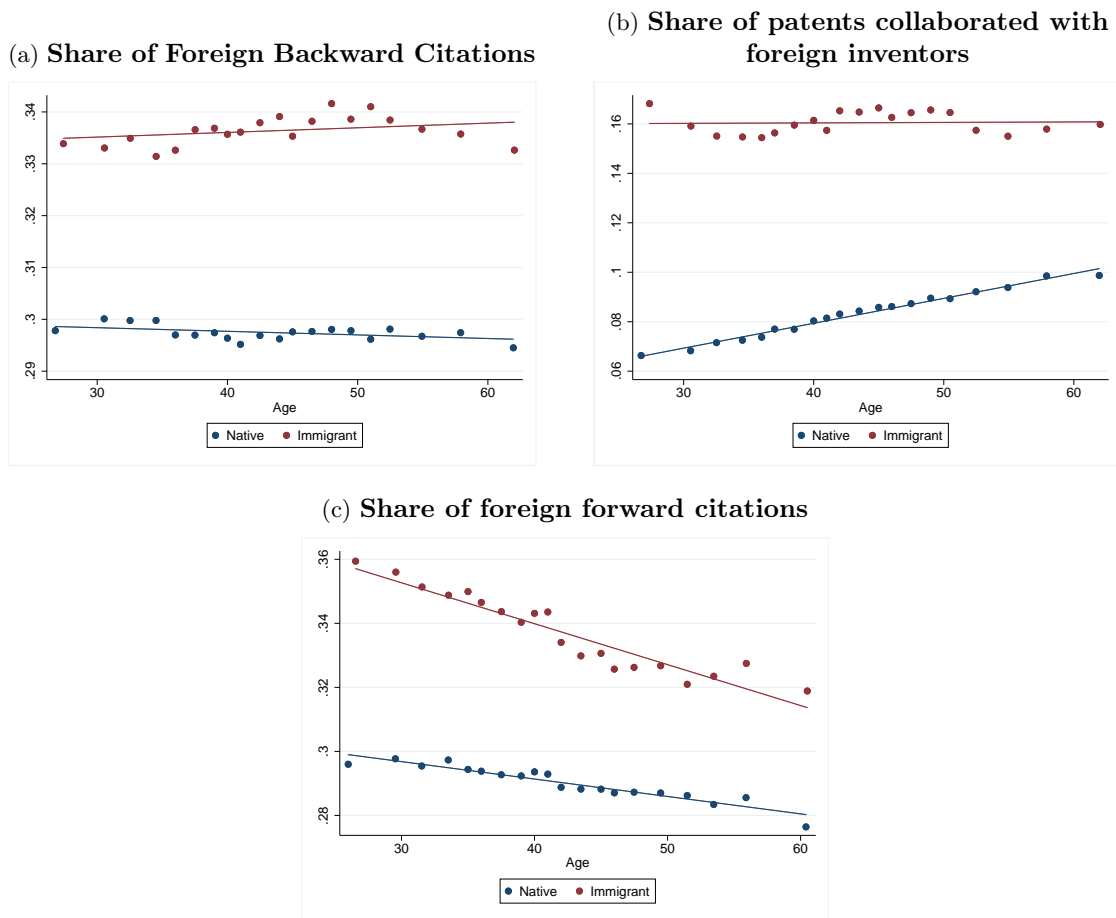 (a) Share of Foreign Backward Citations
.34
.33
.32
.31
.3
.29
30 40 50 60
Age
Native Immigrant
(b) Share of patents collaborated with
foreign inventors
.16
.14
.12
.1
.08
.06
30 40 50 60
Age
Native Immigrant
(c) Share of foreign forward citations
.36
.34
.32
.3
.28
30 40 50 60
Age
Native Immigrant